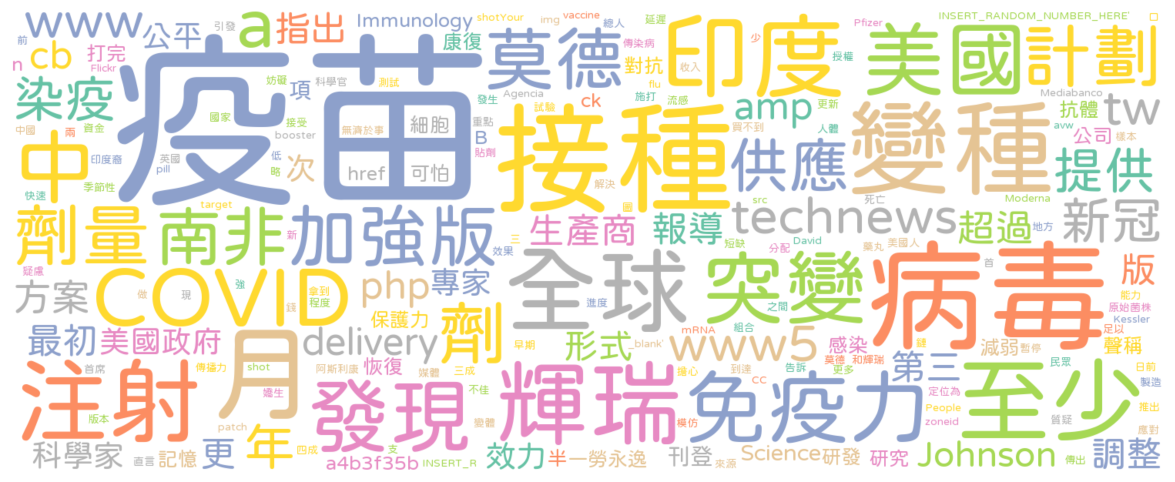 www
公平
a
指出
Immunology
shotYour
img
vaccine
總人
延遲
INSERT_RANDOM_NUMBER_HERE
前
打完
引發
康復
傳染病
Pfizer
少
n
cb
Flickr
科學官
測試
莫德
對抗
收入
印度
授權
美國
計劃
Mediabanco
染疫
妨礙
項
疫苗
發生
Agencia
ck
flu
施打
流感
amp
更新
抗體
tw
中國
兩
資金
國家
接受
booster
無濟於事
細胞
重點
試驗
B
買不到
人體
avw
公司
樣本
中
印度裔
英國
低
次
href
可怕
貼劑
接種
供應
變種
提供
pill
略
季節性
快速
解決
target
圖
src
死亡
Moderna
劑量
南非
新
加強版
效果
三
生產商
報導
technews
超過
地方
新冠
短缺
David
分配
藥丸
美國人
疑慮
強
專家
全球
突變
首
病毒
版
方案
COVID
做
現
錢
拿到
程度
php
進度
之間
能力
原始菌株
最初
美國政府
保護力
劑
mRNA
組合
Kessler
足以
delivery
早期
形式
_blank
www5
感染
減弱
暫停
聲稱
首席
傳播力
shot
阿斯利康
恢復
媒體
三成
擔心
到達
莫德
和輝瑞
告訴
更多
第三
民眾
日前
注射
月
嬌生
發現
不佳
輝瑞
cc
免疫力
定位為
至少
製造
版本
patch
變體
模仿
People
zoneid
質疑
推出
科學家
直言
記憶
更
年
四成
支
a4b3f35b
INSERT_R
效力
半
一勞永逸
刊登
來源
Science
研發
研究
Johnson
傳出
應對
調整